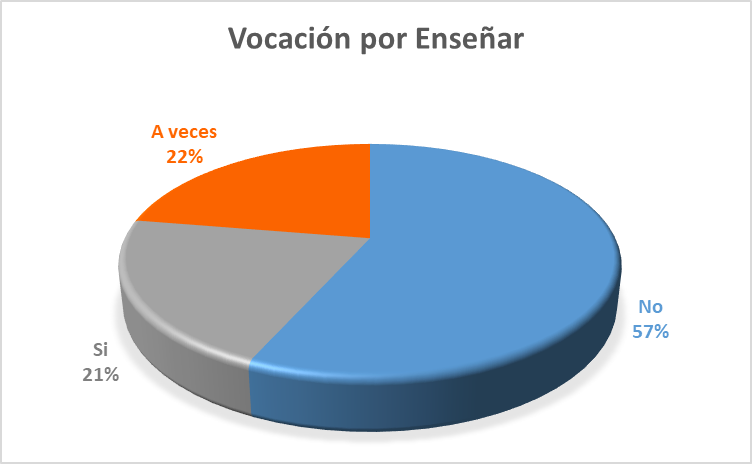 Vocación por Enseñar
A veces
22%
No
57%
Si
21%